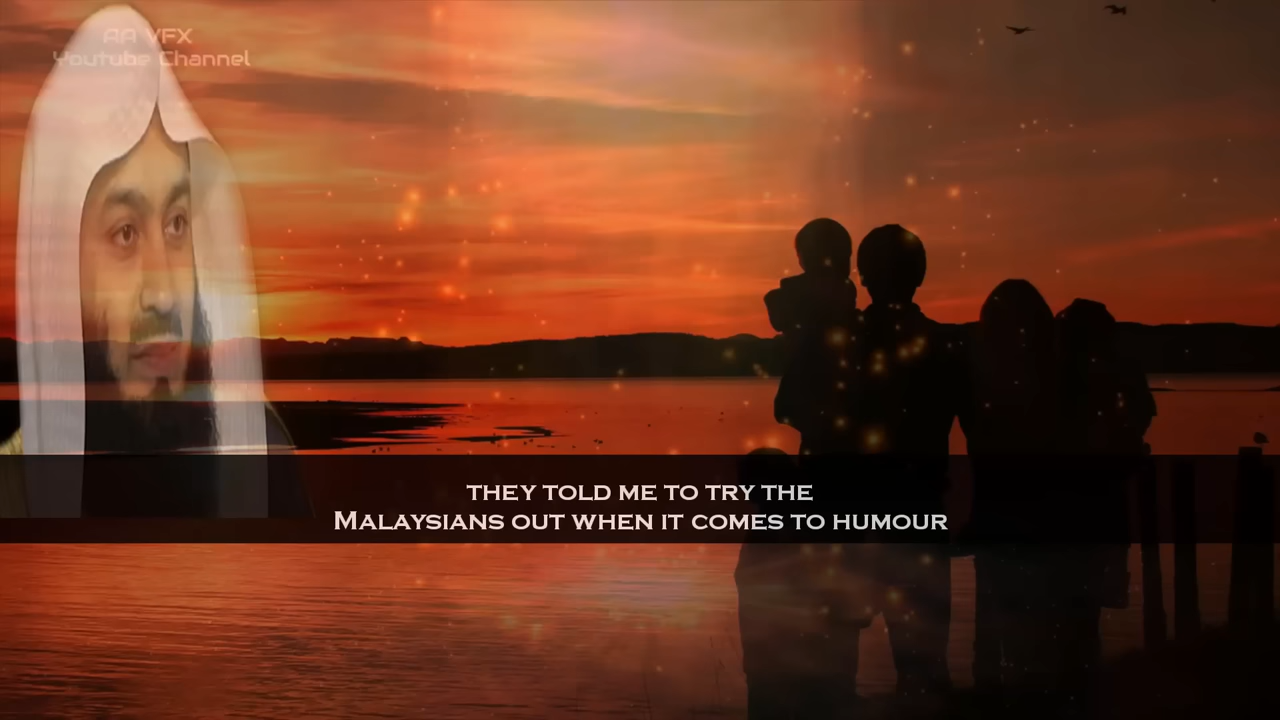 AA VFX
Youtube Channel
THEY TOLD ME TO TRY THE
MALAYSIANS OUT WHEN IT COMES TO HUMOUR